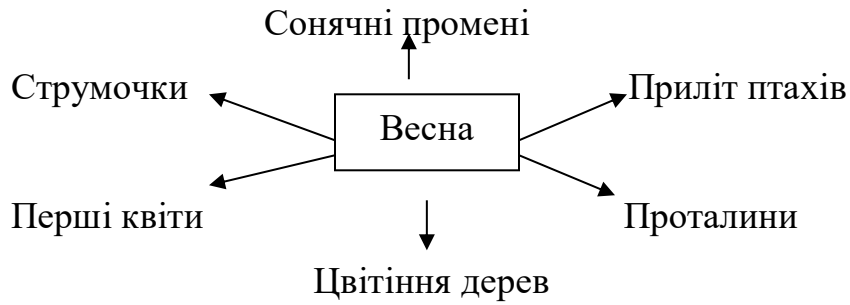 Сонячні промені
Струмочки
Приліт птахів
Весна
Перші квіти
Проталини
Цвітіння дерев